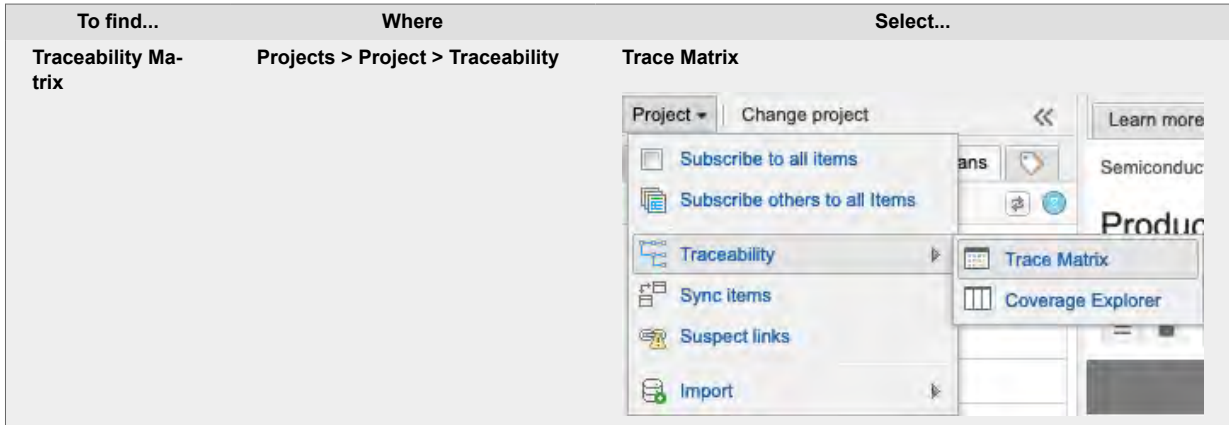 To find... Where Select...
Traceability Ma-
trix
Projects > Project > Traceability
Trace Matrix
Project Change project
Learn more
Subscribe to all items
ans
Semiconduc
Subscribe others to all Items
Produc
Traceability
Trace Matrix
Sync items
Coverage Explorer
Suspect links
Import